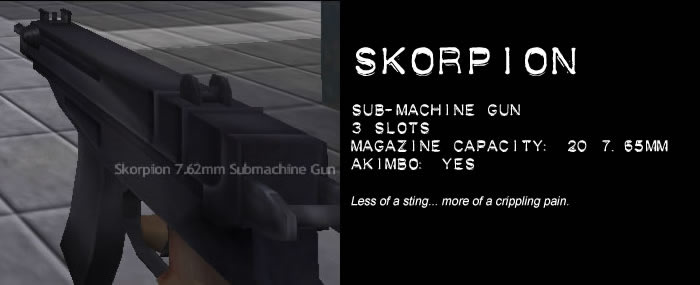 Skorpion 7.62mm Submachine Gun
SKORPION
SUB-MACHINE GUN
3 SLOTS
MAGAZINE CAPACITY: 20 7.65MM
AKIMBO: YES
Less of a sting... more of a crippling pain.